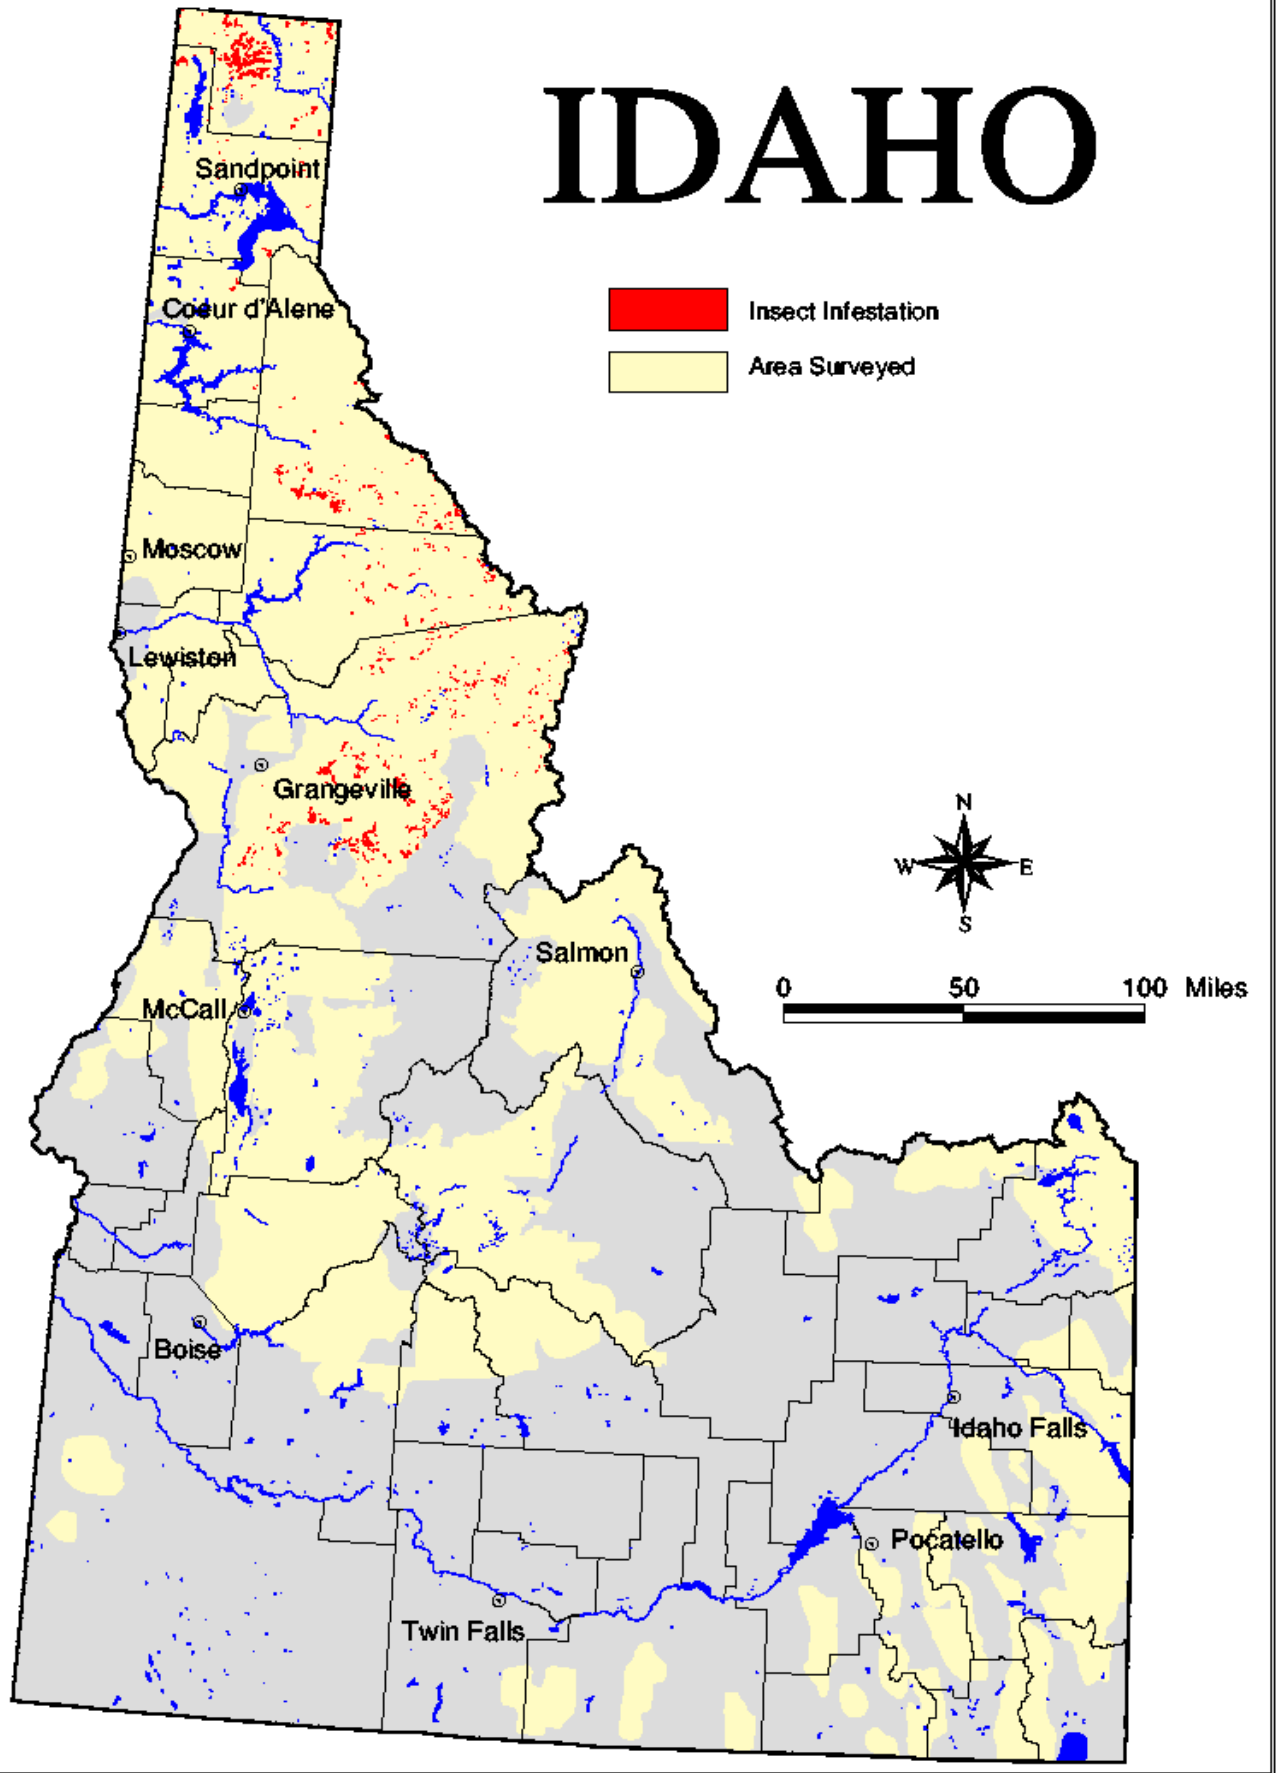 IDAHO
Sandpoint
Insect Infestation
Coeur d'Alene
Area Surveyed
Moscow
Lewiston
Grangeville
N
W E
S
Salmon
0 50 100 Miles
McCall
Boise
Idaho Falls
Pocatello
Twin Falls